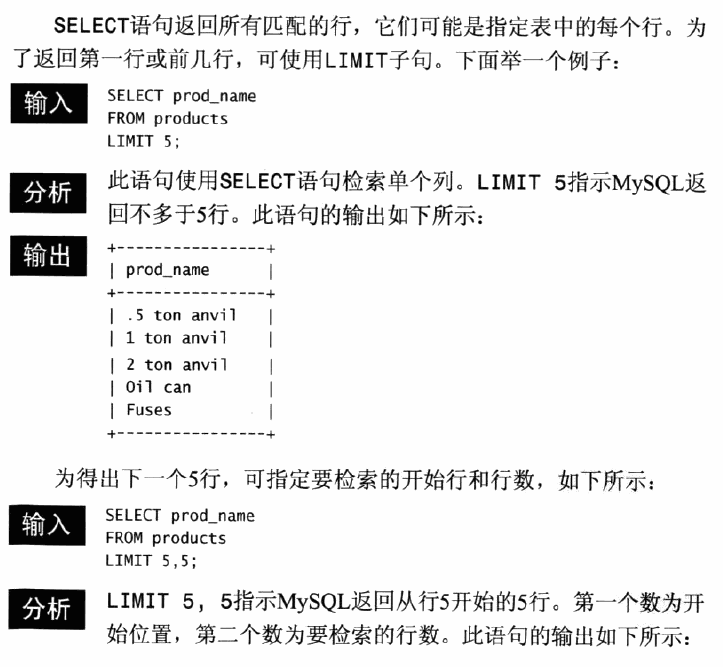 SELECT语句返回所有匹配的行，它们可能是指定表中的每个行。为
了返回第一行或前几行，可使用LIMIT子句。下面举一个例子：
输入
SELECT prod_name
FROM products
LIMIT 5;
分析
此语句使用SELECT语句检索单个列。LIMIT 5指示MySQL返
回不多于5行。此语句的输出如下所示：
输出
+----------------+
| prod_name      |
+----------------+
| .5 ton anvil   |
| 1 ton anvil    |
| 2 ton anvil    |
| Oil can        |
| Fuses          |
+----------------+
为得出下一个5行，可指定要检索的开始行和行数，如下所示：
输入
SELECT prod_name
FROM products
LIMIT 5,5;
分析
LIMIT 5, 5指示MySQL返回从行5开始的5行。第一个数为开
始位置，第二个数为要检索的行数。此语句的输出如下所示：